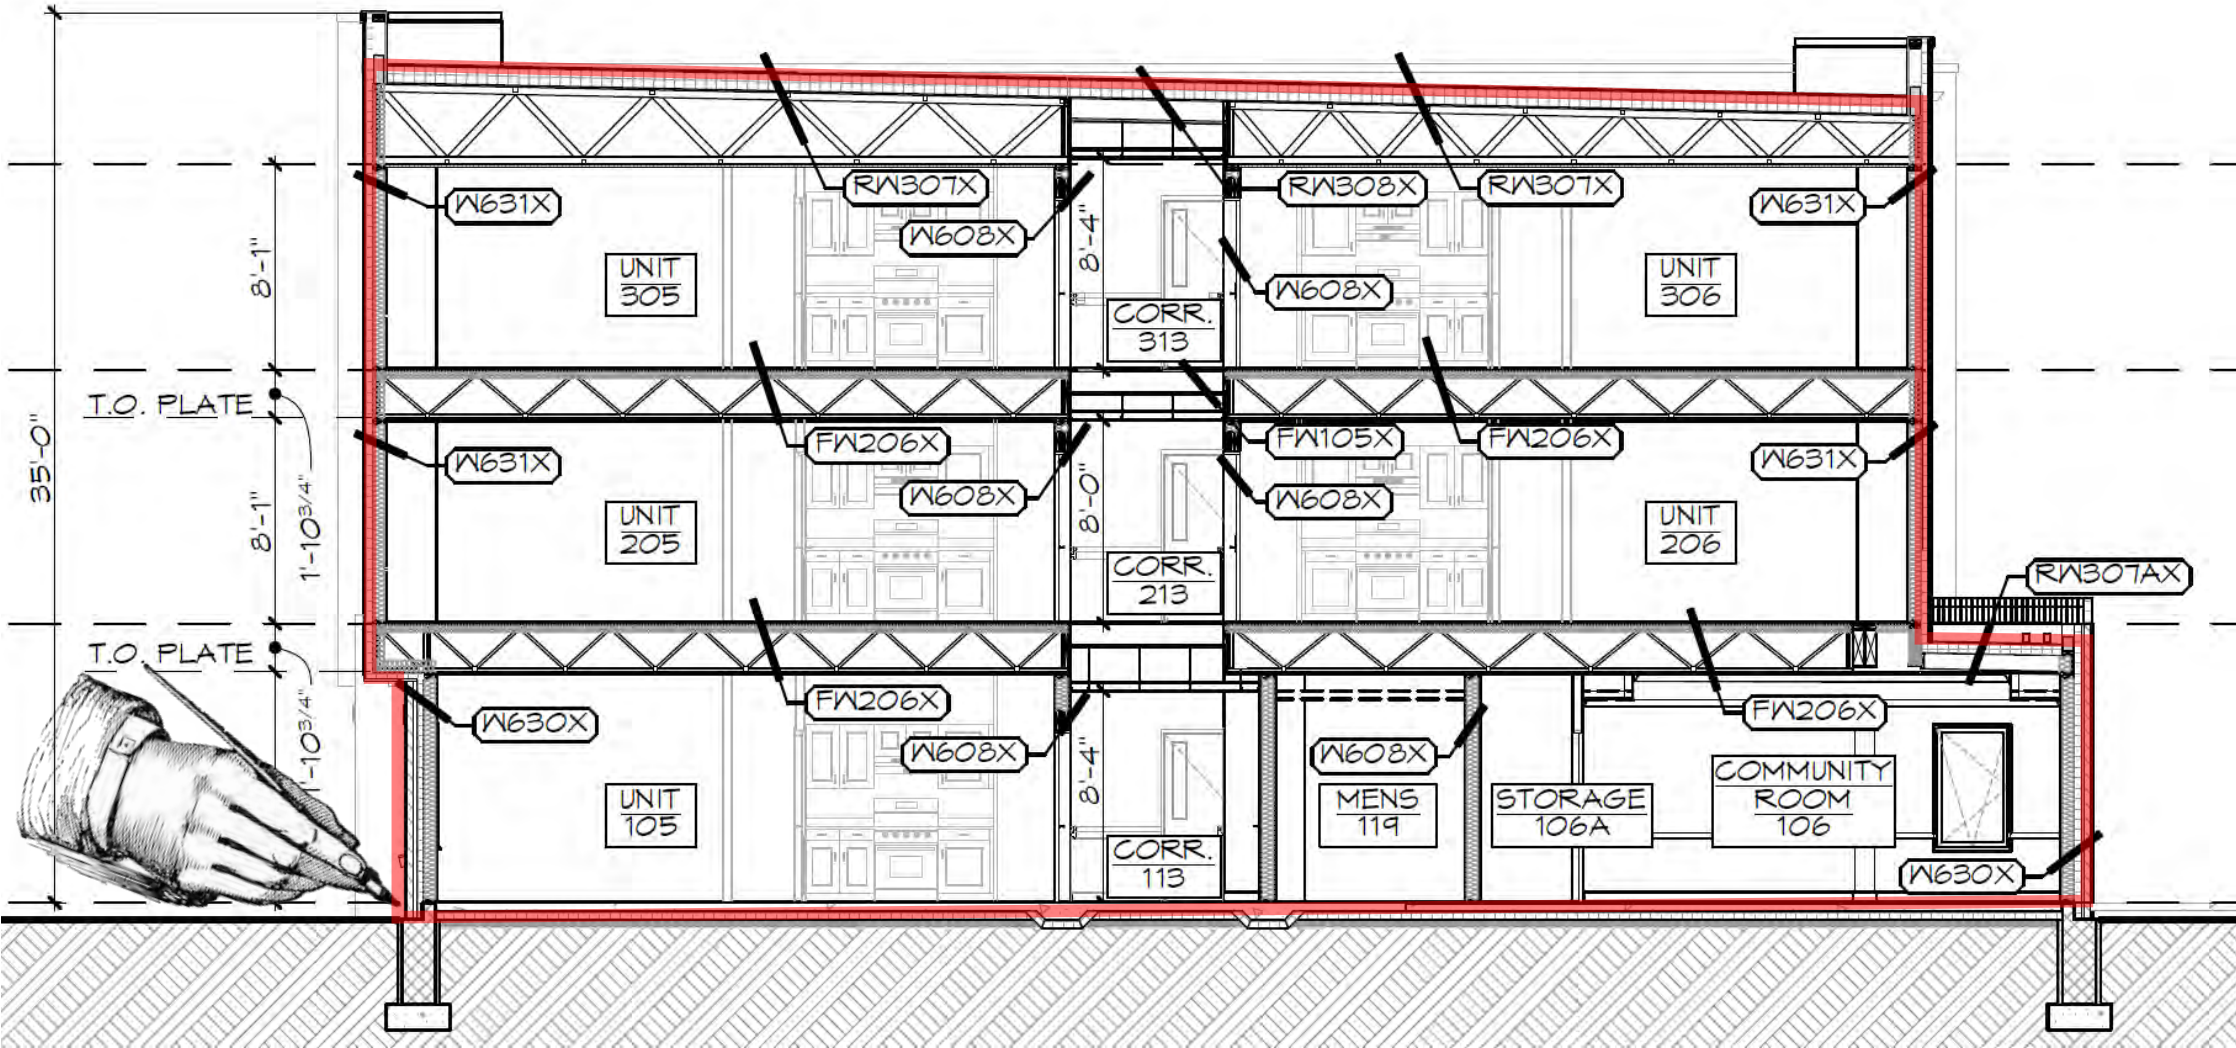 RW307X
RW308X
RW307X
W631X
W631X
W608X
8'-1"
8'-4"
UNIT
305
W608X
UNIT
306
CORR.
313
T.O. PLATE
35'-0"
FW206X
FW105X
FW206X
W631X
W631X
W608X
W608X
8'-1"
1'-10 3/4"
8'-0"
UNIT
205
UNIT
206
CORR.
213
RW307AX
T.O. PLATE
FW206X
FW206X
W630X
W608X
W608X
1'-10 3/4"
8'-4"
UNIT
105
MENS
119
STORAGE
106A
COMMUNITY
ROOM
106
CORR.
113
W630X